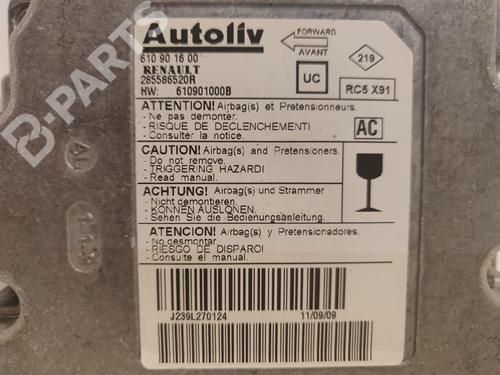 Autoliv
FORWARD
AVANT
610 90 16 00
RENAULT
285586520R
HW: 610901000B
UC
219
RC5 X91
ATTENTION! Airbag(s) et Pretensionneurs.
- Ne pas demonter.
- RISQUE DE DECLENCHEMENT!
- Consulter la notice.
AC
CAUTION! Airbag(s) and Pretensioners.
- Do not remove.
- TRIGGERING HAZARD!
- Read manual.
ACHTUNG! Airbag(s) und Strammer
- Nicht demontieren.
- KONNEN AUSLONEN.
- Sehen Sie die Bedienungsanleitung.
ATENCION! Airbag(s) y Pretensionadores.
- No desmontar
- RIESGO DE DISPARO!
- Consulte el manual.
J239L270124
11/09/09
B-PARTS